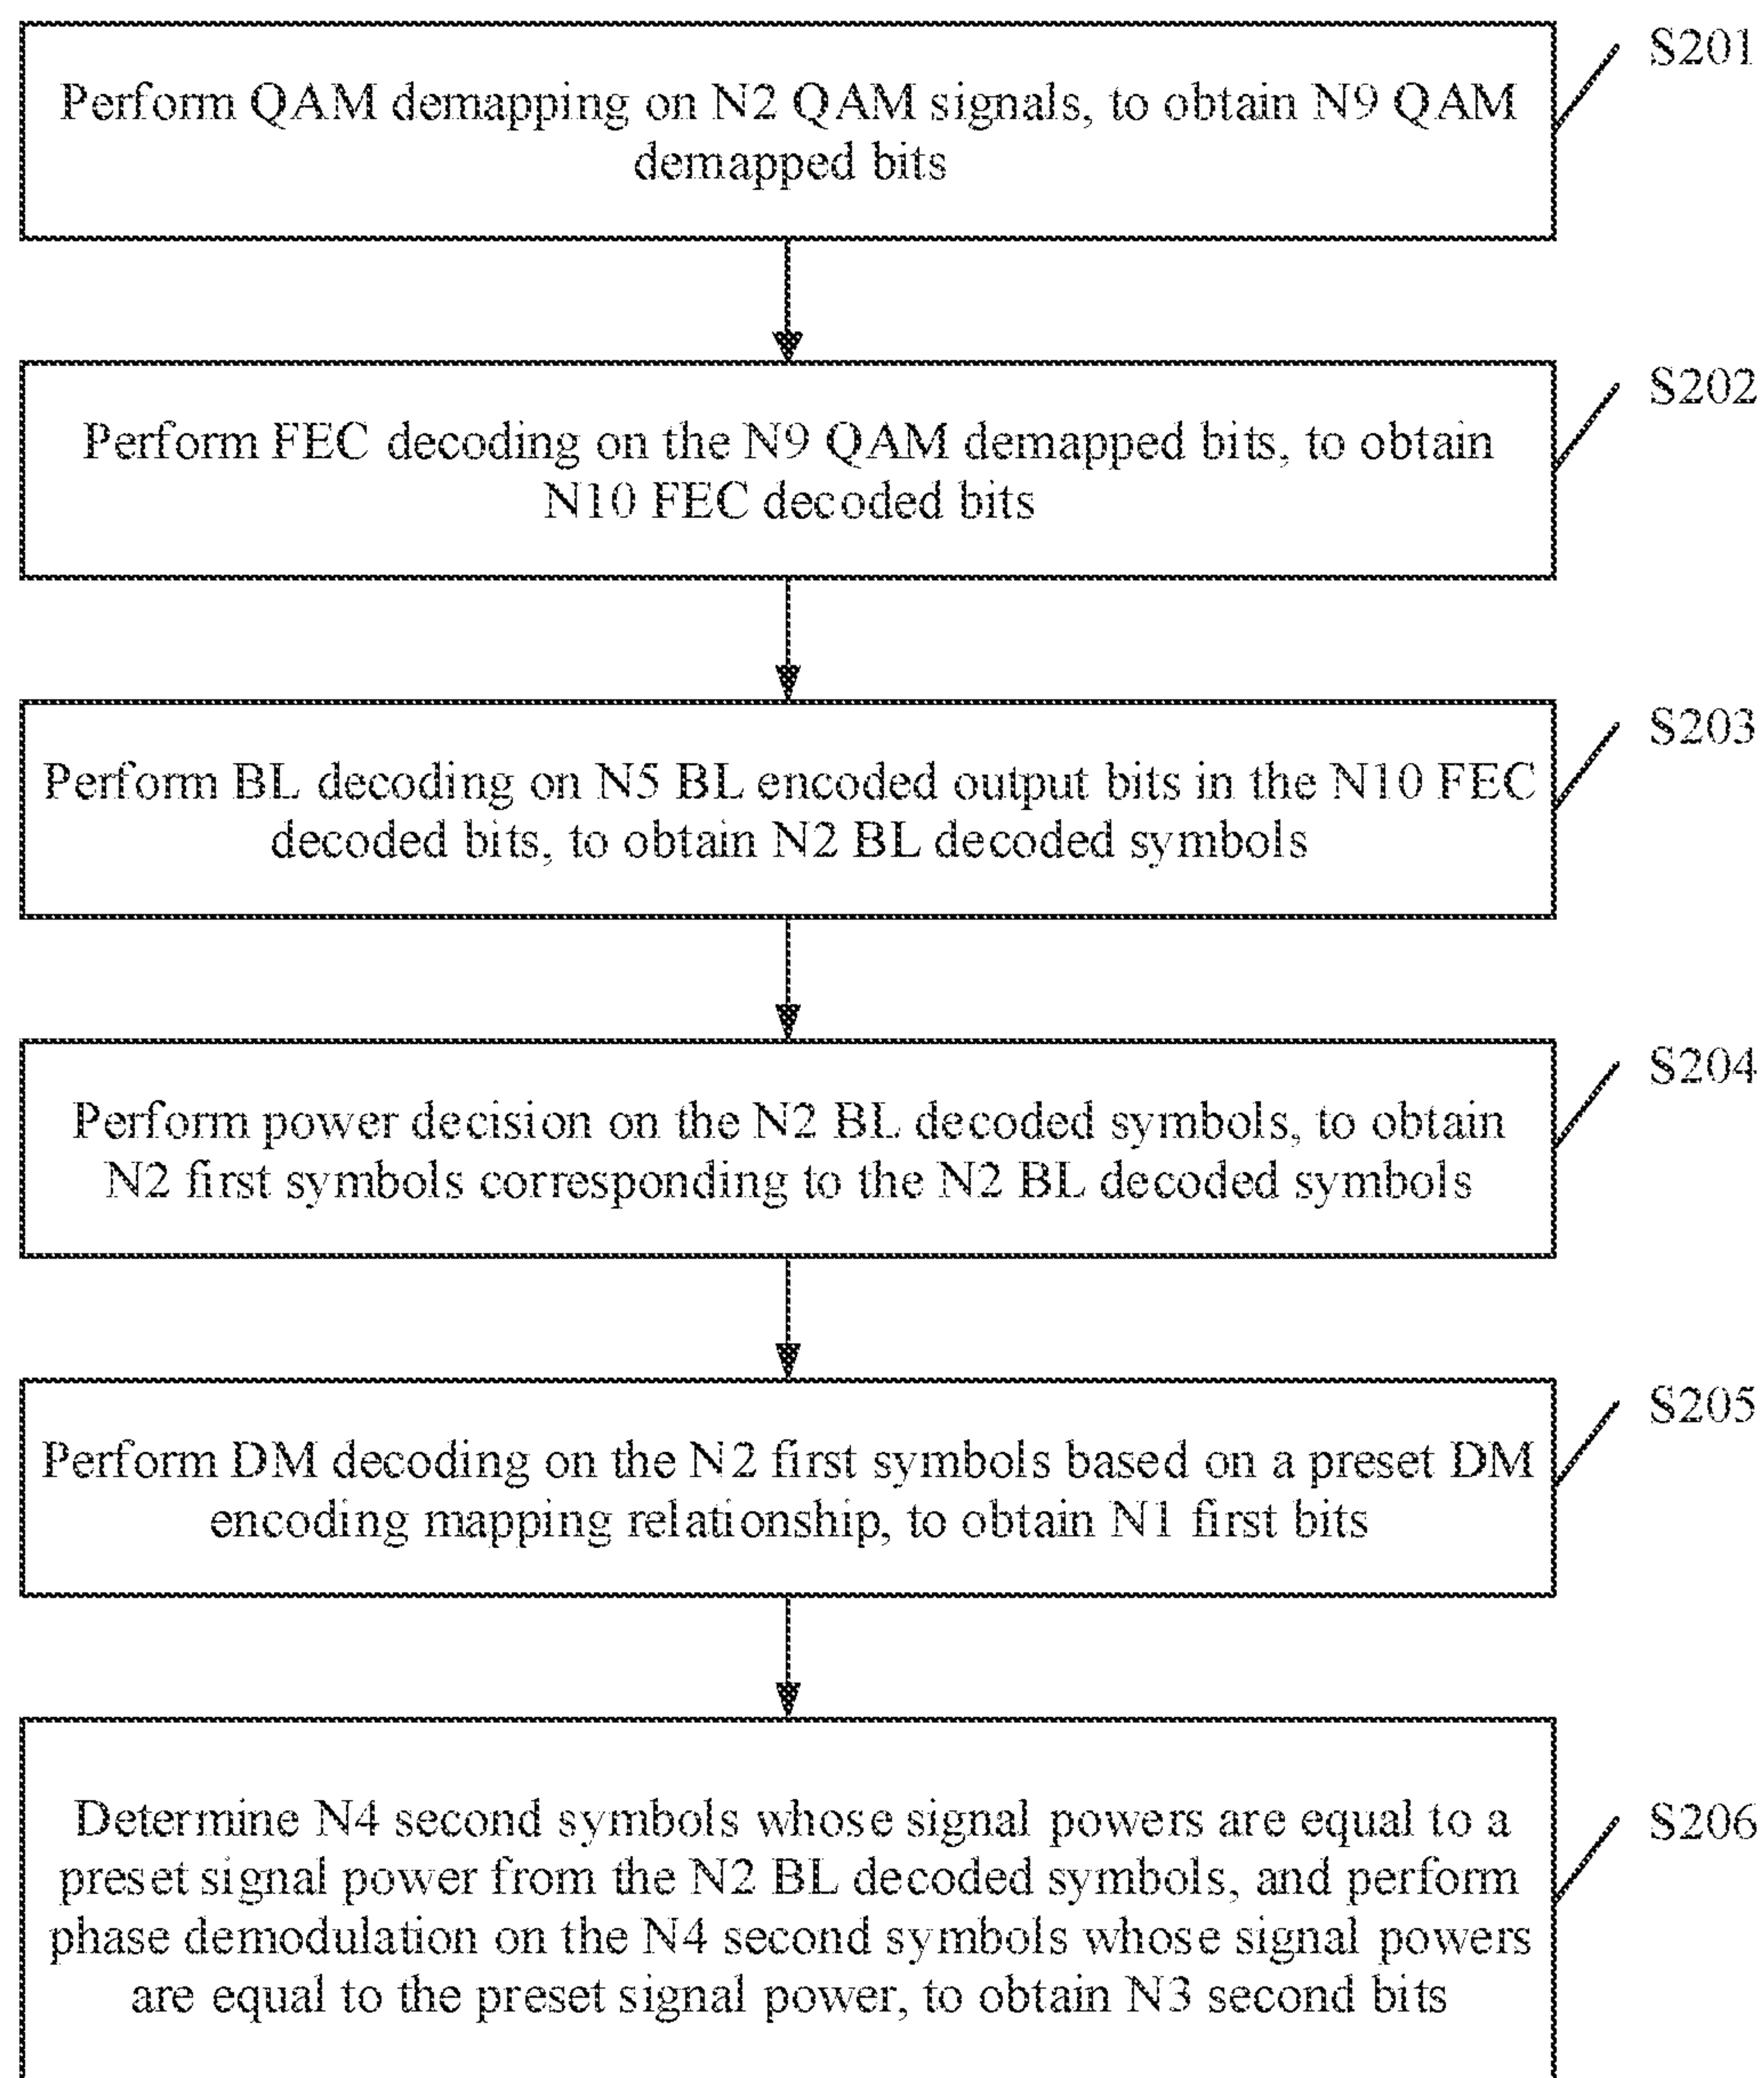 S201
Perform QAM demapping on N2 QAM signals, to obtain N9 QAM
demapped bits
S202
Perform FEC decoding on the N9 QAM demapped bits, to obtain
N10 FEC decoded bits
S203
Perform BL decoding on N5 BL encoded output bits in the N10 FEC
decoded bits, to obtain N2 BL decoded symbols
S204
Perform power decision on the N2 BL decoded symbols, to obtain
N2 first symbols corresponding to the N2 BL decoded symbols
S205
Perform DM decoding on the N2 first symbols based on a preset DM
encoding mapping relationship, to obtain N1 first bits
S206
Determine N4 second symbols whose signal powers are equal to a
preset signal power from the N2 BL decoded symbols, and perform
phase demodulation on the N4 second symbols whose signal powers
are equal to the preset signal power, to obtain N3 second bits